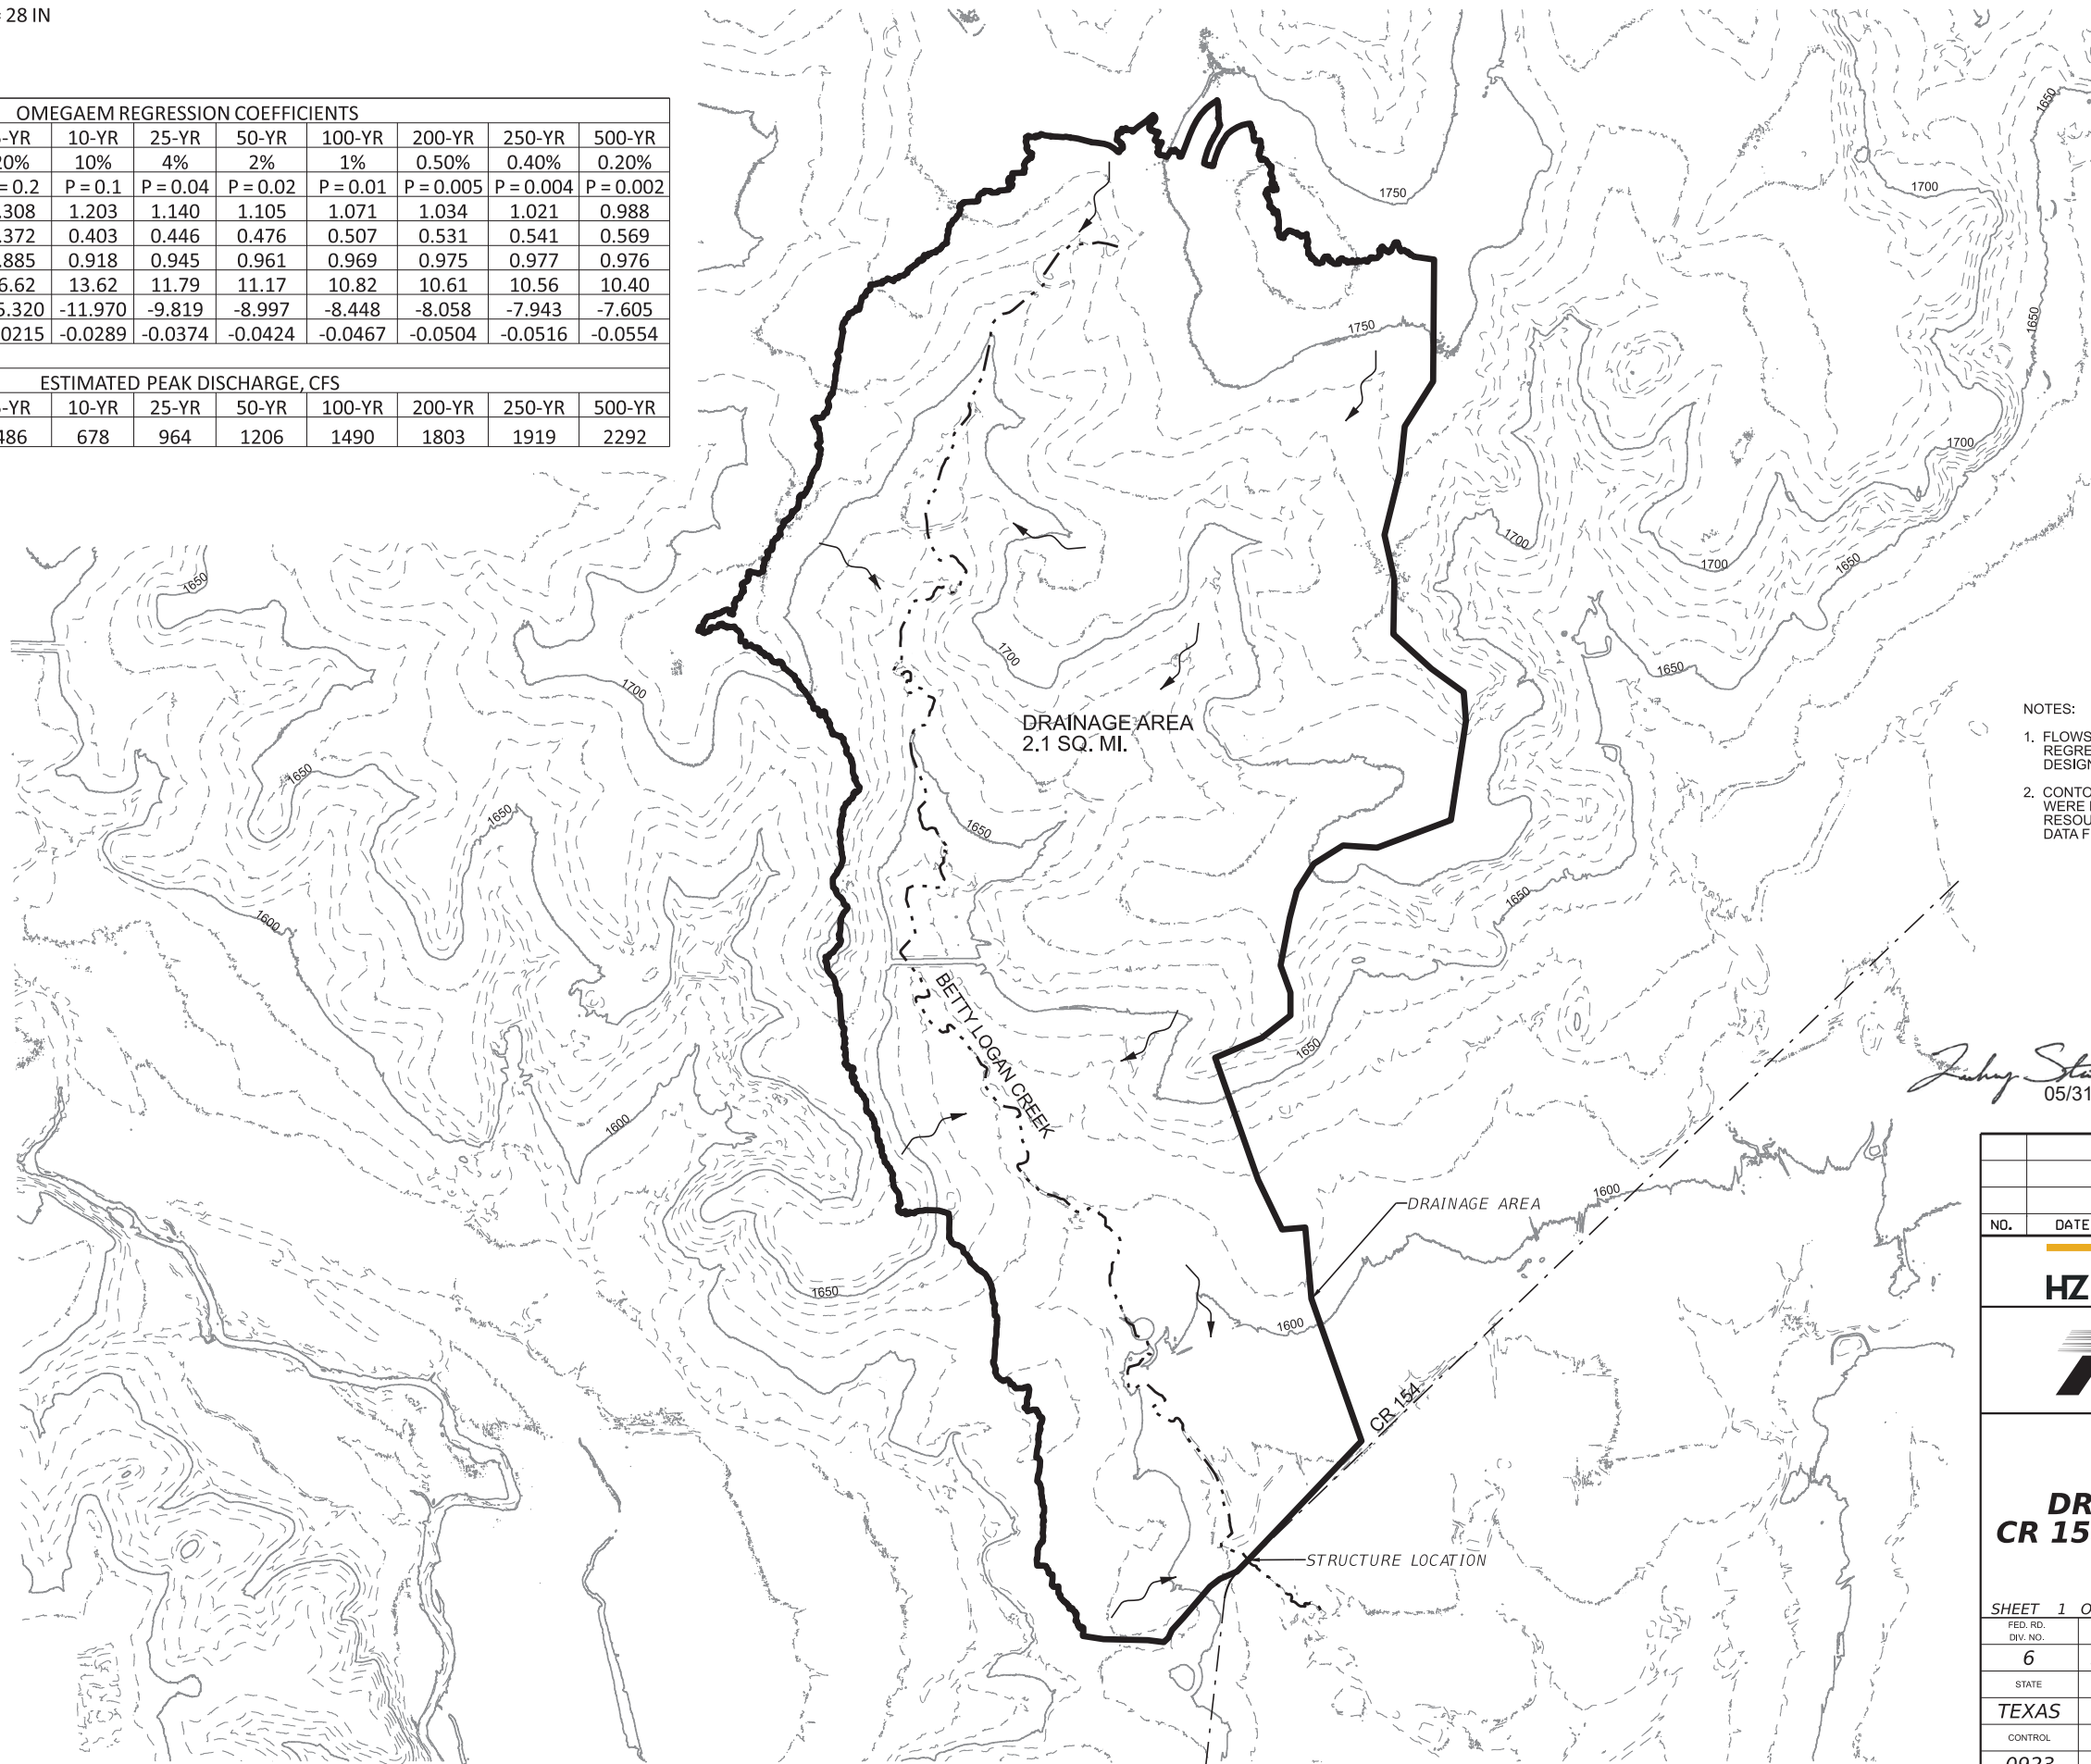 28 IN
OMEGAEM REGRESSION COEFFICIENTS
-YR 10-YR 25-YR 50-YR 100-YR 200-YR 250-YR 500-YR
20% 10% 4% 2% 1% 0.50% 0.40% 0.20%
= 0.2 P = 0.1 P = 0.04 P = 0.02 P = 0.01 P = 0.005 P = 0.004 P = 0.002
.308 1.203 1.140 1.105 1.071 1.034 1.021 0.988
.372 0.403 0.446 0.476 0.507 0.531 0.541 0.569
.885 0.918 0.945 0.961 0.969 0.975 0.977 0.976
6.62 13.62 11.79 11.17 10.82 10.61 10.56 10.40
5.320 -11.970 -9.819 -8.997 -8.448 -8.058 -7.943 -7.605
0215 -0.0289 -0.0374 -0.0424 -0.0467 -0.0504 -0.0516 -0.0554
ESTIMATED PEAK DISCHARGE, CFS
-YR 10-YR 25-YR 50-YR 100-YR 200-YR 250-YR 500-YR
486 678 964 1206 1490 1803 1919 2292
1650
1750
1700
1650
1750
1700
1700
1700
1650
1650
1650
1700
1700
DRAINAGE AREA
2.1 SQ. MI.
1650
1650
1650
1650
1600
1650
1600
BETTY LOGAN CREEK
1600
DRAINAGE AREA
1650
1600
CR 154
STRUCTURE LOCATION
NOTES:
1. FLOWS
REGRE
DESIGN
2. CONTO
WERE
RESOU
DATA F
05/31
NO. DATE
HZ
DR
CR 15
SHEET 1 O
FED. RD.
DIV. NO.
6
STATE
TEXAS
CONTROL
0923